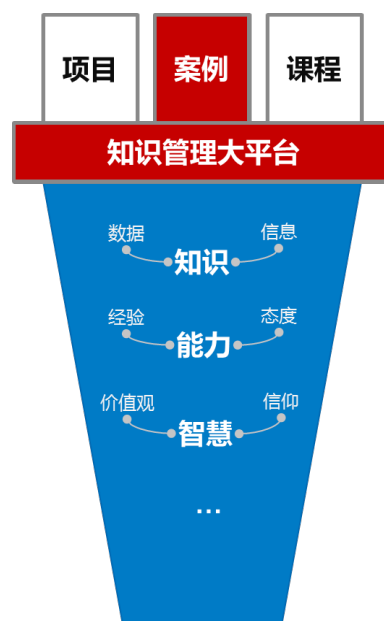 项目 案例 课程
知识管理大平台
数据 信息
知识
经验 态度
能力
价值观 信仰
智慧
...